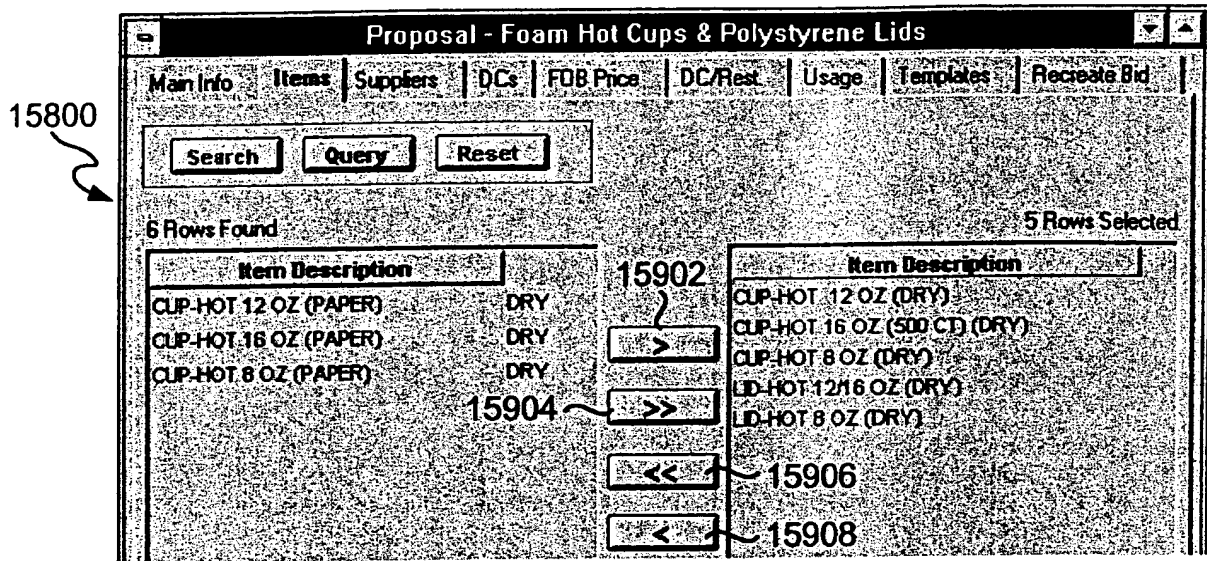 Proposal - Foam Hot Cups & Polystyrene Lids
Main Info Items Suppliers DCs FOB Price DC/Rest. Usage Templates Recreate Bid
15800
Search Query Reset
6 Rows Found 5 Rows Selected
Item Description Item Description
15902
CUP-HOT 12 OZ (PAPER) DRY CUP-HOT 12 OZ (DRY)
CUP-HOT 16 OZ (PAPER) DRY > CUP-HOT 16 OZ (500 CT) (DRY)
CUP-HOT 8 OZ (PAPER) DRY CUP-HOT 8 OZ (DRY)
LID-HOT 12/16 OZ (DRY)
15904 >> LID-HOT 8 OZ (DRY)
<< 15906
< 15908